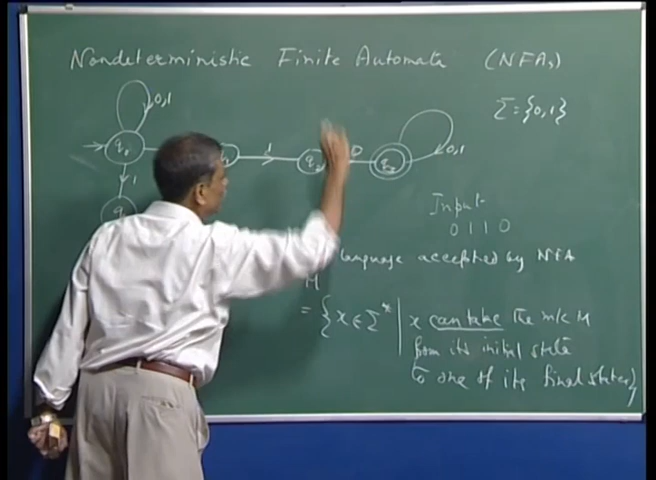 Nondeterministic Finite Automata (NFAs)
Σ = {0,1}
0,1
q₀ 1 q₂ 0 q₃ 0,1
1
q
Input
0 1 1 0
language accepted by NFA
M
= { x ∈ Σ* | x can take the m/c M
from its initial state
to one of its final states}